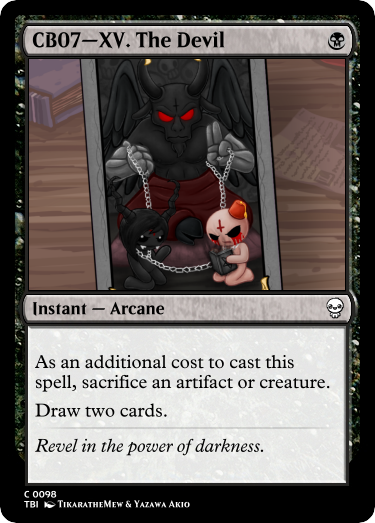 CB07—XV. The Devil
Instant — Arcane
As an additional cost to cast this
spell, sacrifice an artifact or creature.
Draw two cards.
Revel in the power of darkness.
C 0098
TBI TikaratheMew & Yazawa Akio